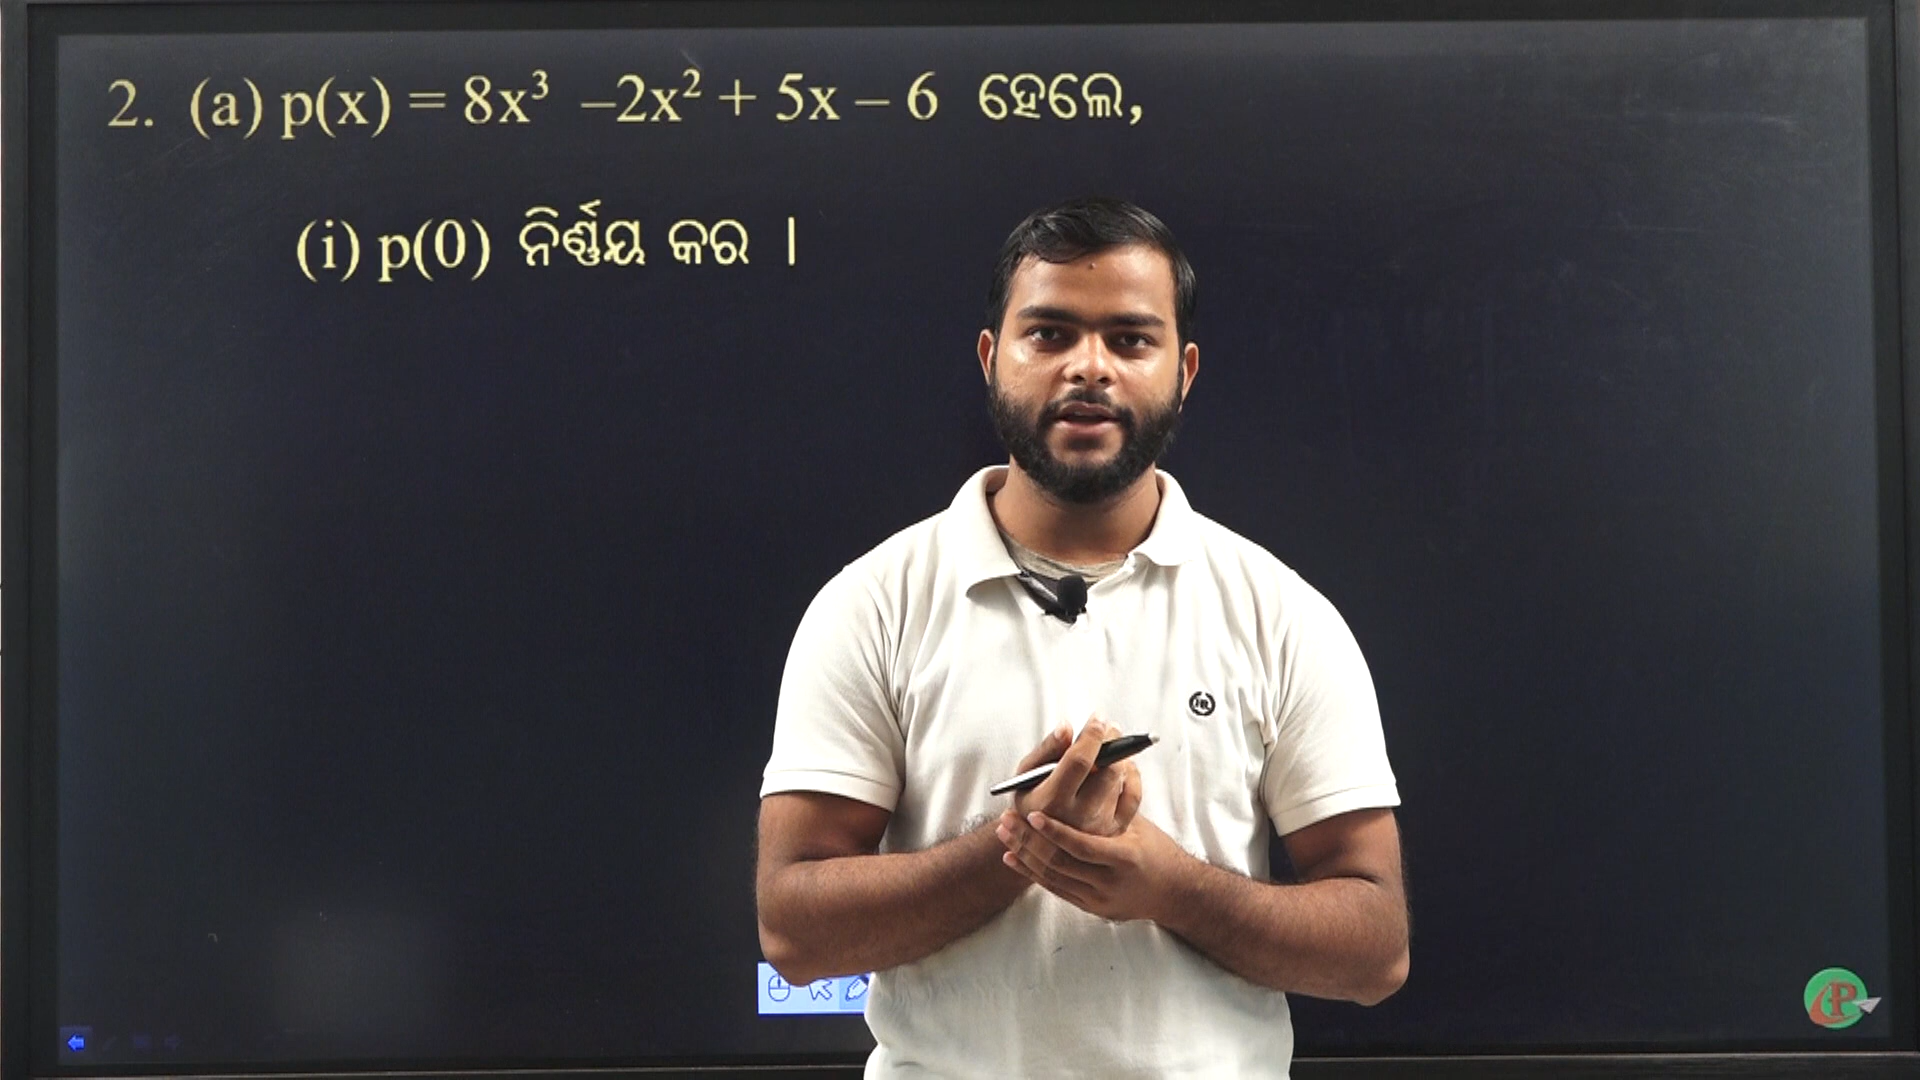 2. (a) p(x) = 8x³ –2x² + 5x – 6 ହେଲେ,
(i) p(0) ନିର୍ଣ୍ଣୟ କର ।